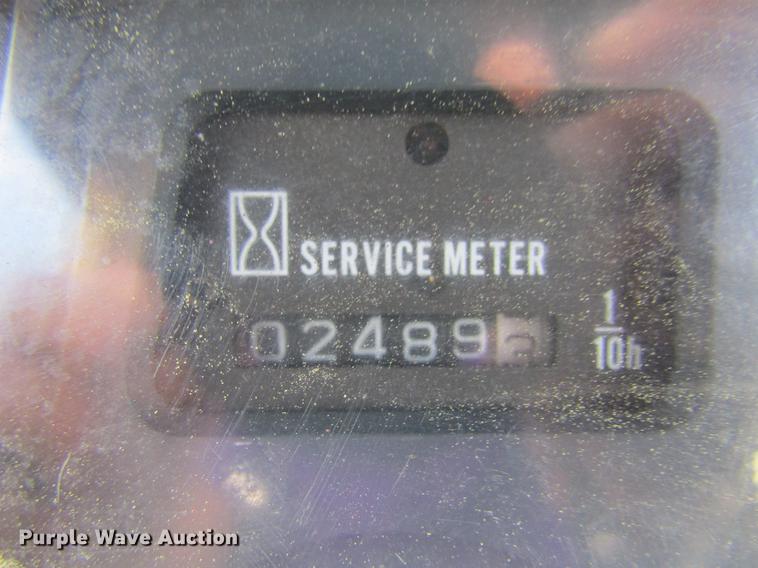 SERVICE METER
02489
1
10h
Purple Wave Auction